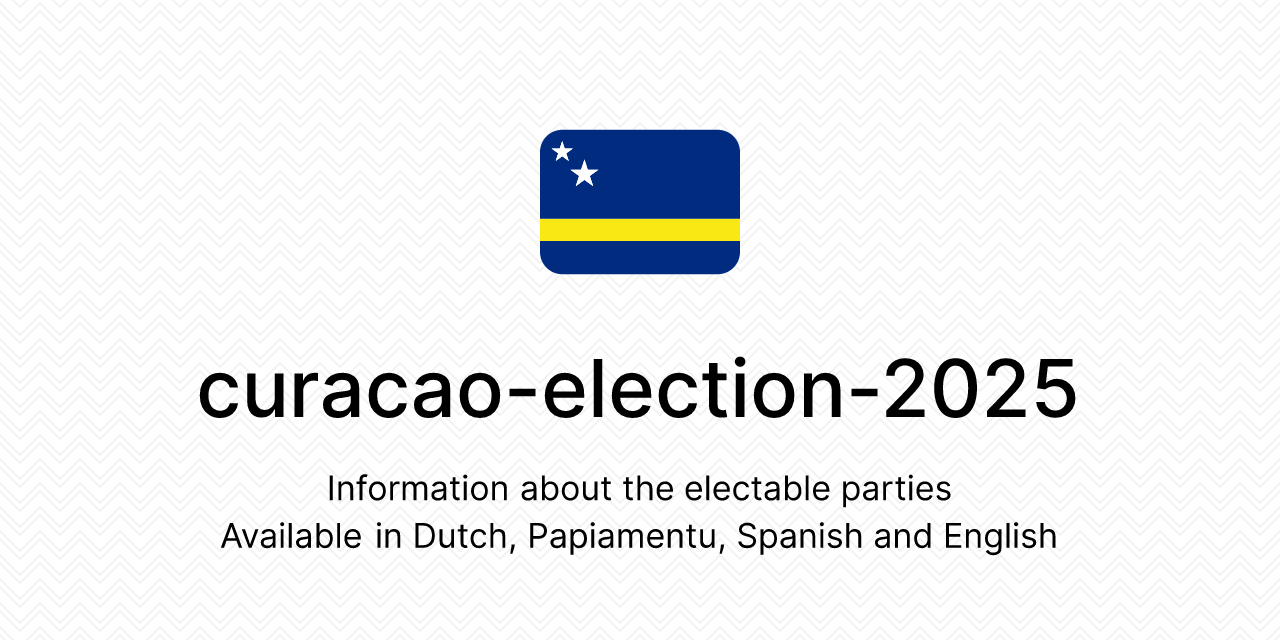 curacao-election-2025
Information about the electable parties
Available in Dutch, Papiamentu, Spanish and English